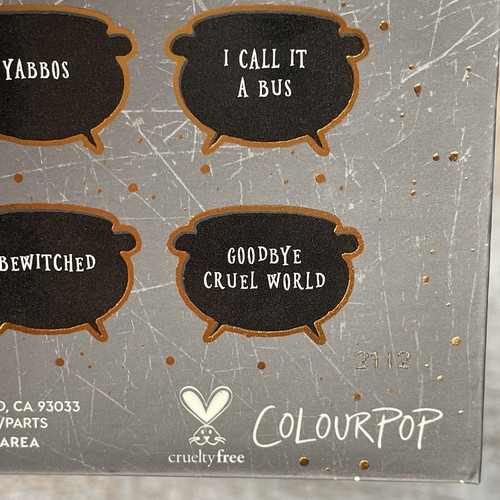 YABBOS
I CALL IT
A BUS
BEWITCHED
GOODBYE
CRUEL WORLD
2112
D, CA 93033
/PARTS
AREA
crueltyfree
COLOURPOP